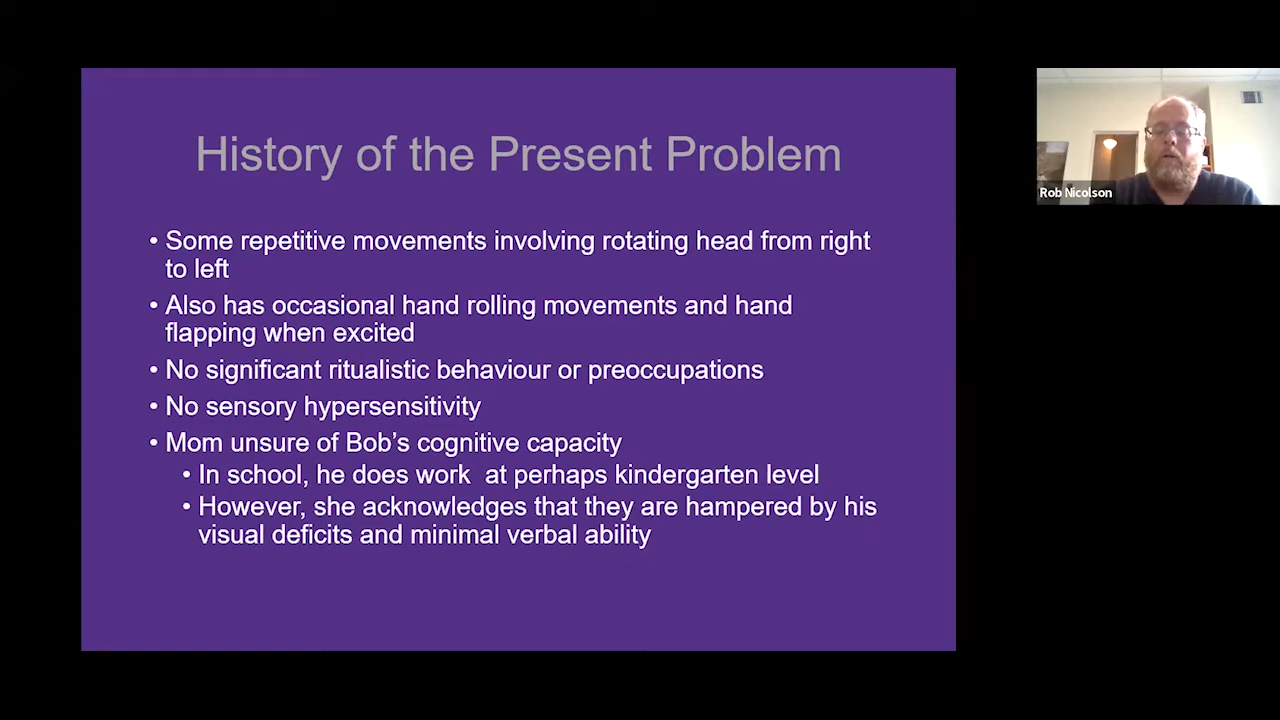 History of the Present Problem
• Some repetitive movements involving rotating head from right
to left
• Also has occasional hand rolling movements and hand
flapping when excited
• No significant ritualistic behaviour or preoccupations
• No sensory hypersensitivity
• Mom unsure of Bob’s cognitive capacity
• In school, he does work  at perhaps kindergarten level
• However, she acknowledges that they are hampered by his
visual deficits and minimal verbal ability
Rob Nicolson